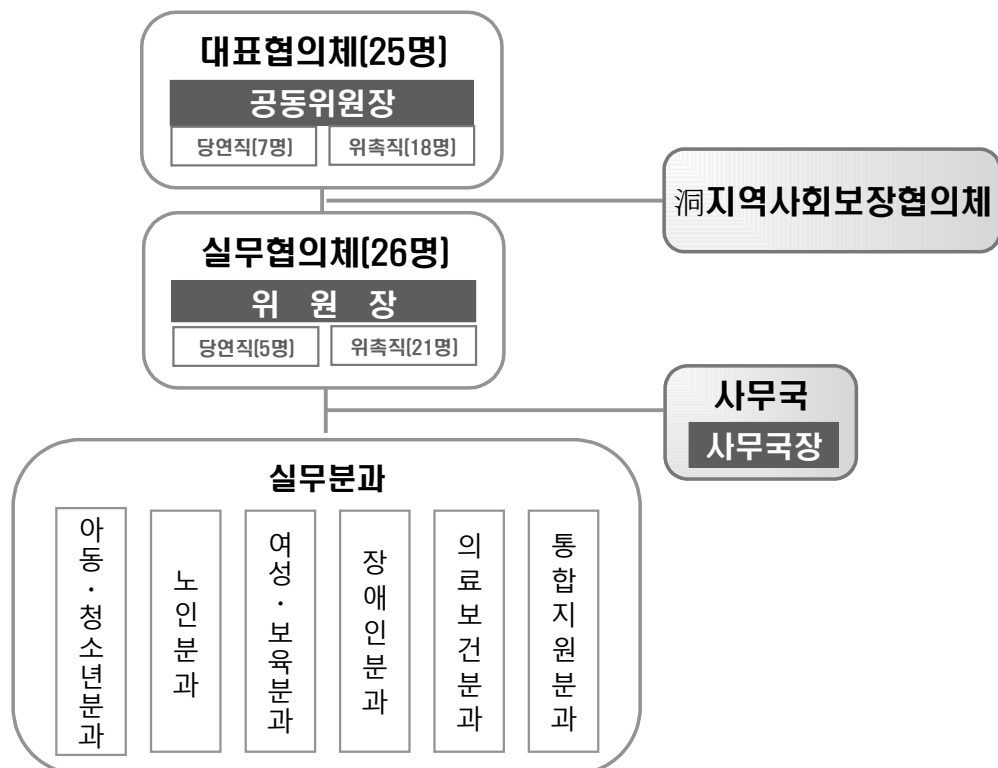 대표협의체(25명)
공동위원장
당연직(7명) 위촉직(18명)
洞지역사회보장협의체
실무협의체(26명)
위 원 장
당연직(5명) 위촉직(21명)
사무국
사무국장
실무분과
아동·청소년분과
노인분과
여성·보육분과
장애인분과
의료보건분과
통합지원분과